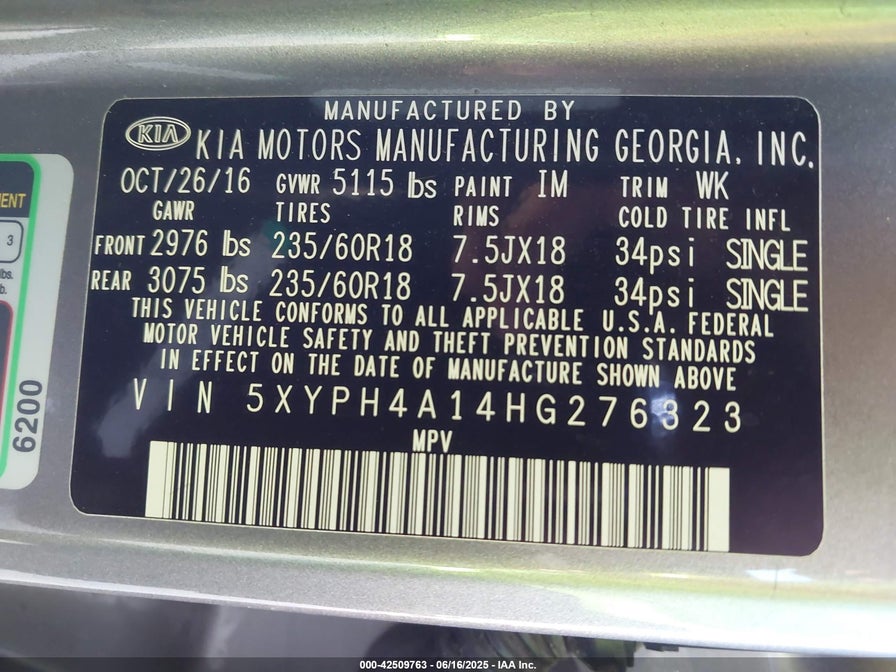 MANUFACTURED BY
KIA KIA MOTORS MANUFACTURING GEORGIA, INC.
OCT/26/16 GVWR 5115 lbs PAINT IM TRIM WK
GAWR TIRES RIMS COLD TIRE INFL
FRONT 2976 lbs 235/60R18 7.5JX18 34psi SINGLE
REAR 3075 lbs 235/60R18 7.5JX18 34psi SINGLE
THIS VEHICLE CONFORMS TO ALL APPLICABLE U.S.A. FEDERAL
MOTOR VEHICLE SAFETY AND THEFT PREVENTION STANDARDS
IN EFFECT ON THE DATE OF MANUFACTURE SHOWN ABOVE
VIN 5XYPH4A14HG276323
MPV
3
lbs.
6200
000-42509763 - 06/16/2025 - IAA Inc.